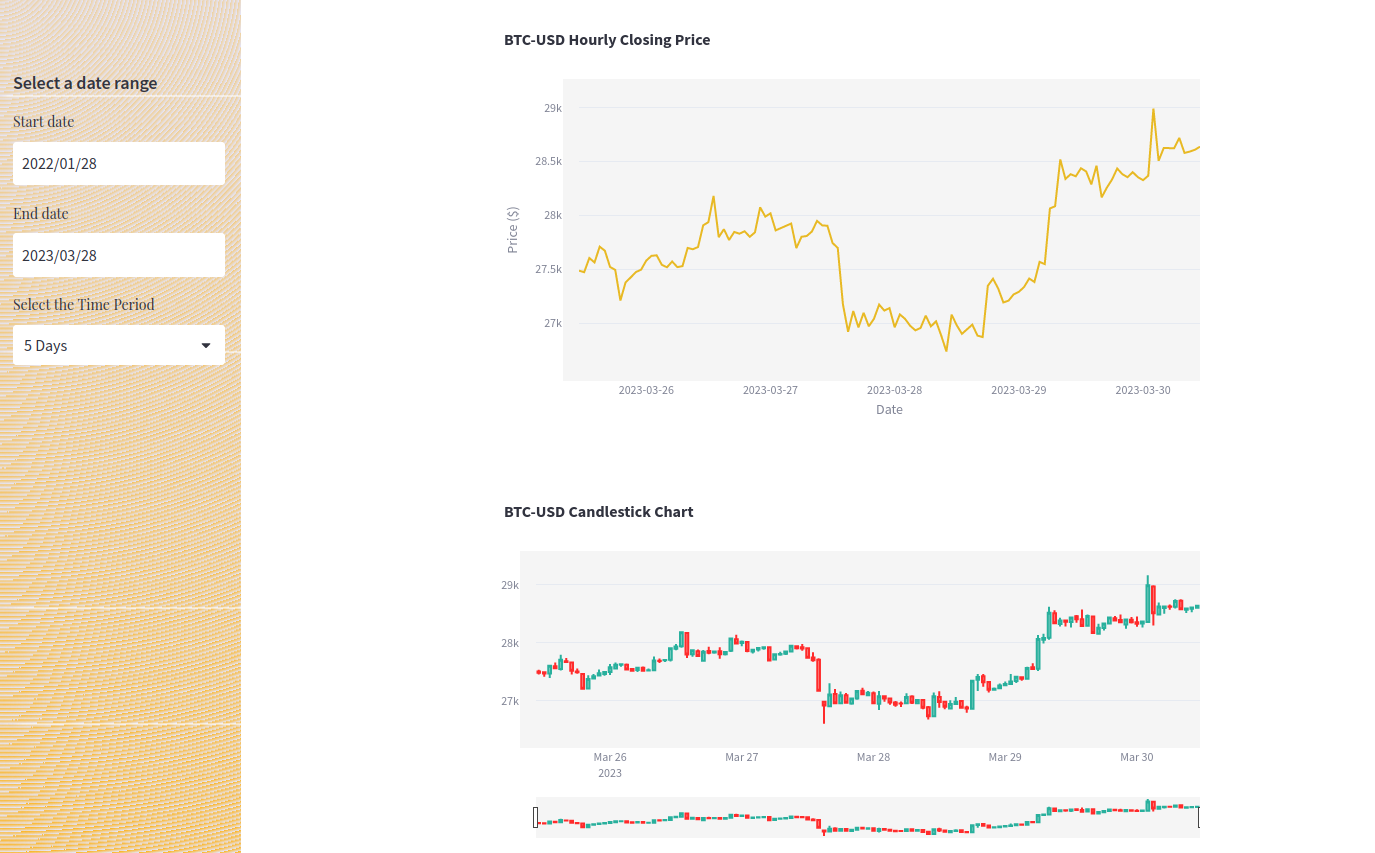 Select a date range
Start date
2022/01/28
End date
2023/03/28
Select the Time Period
5 Days
BTC-USD Hourly Closing Price
29k
28.5k
28k
27.5k
27k
Price ($)
2023-03-26 2023-03-27 2023-03-28 2023-03-29 2023-03-30
Date
BTC-USD Candlestick Chart
29k
28k
27k
Mar 26 Mar 27 Mar 28 Mar 29 Mar 30
2023